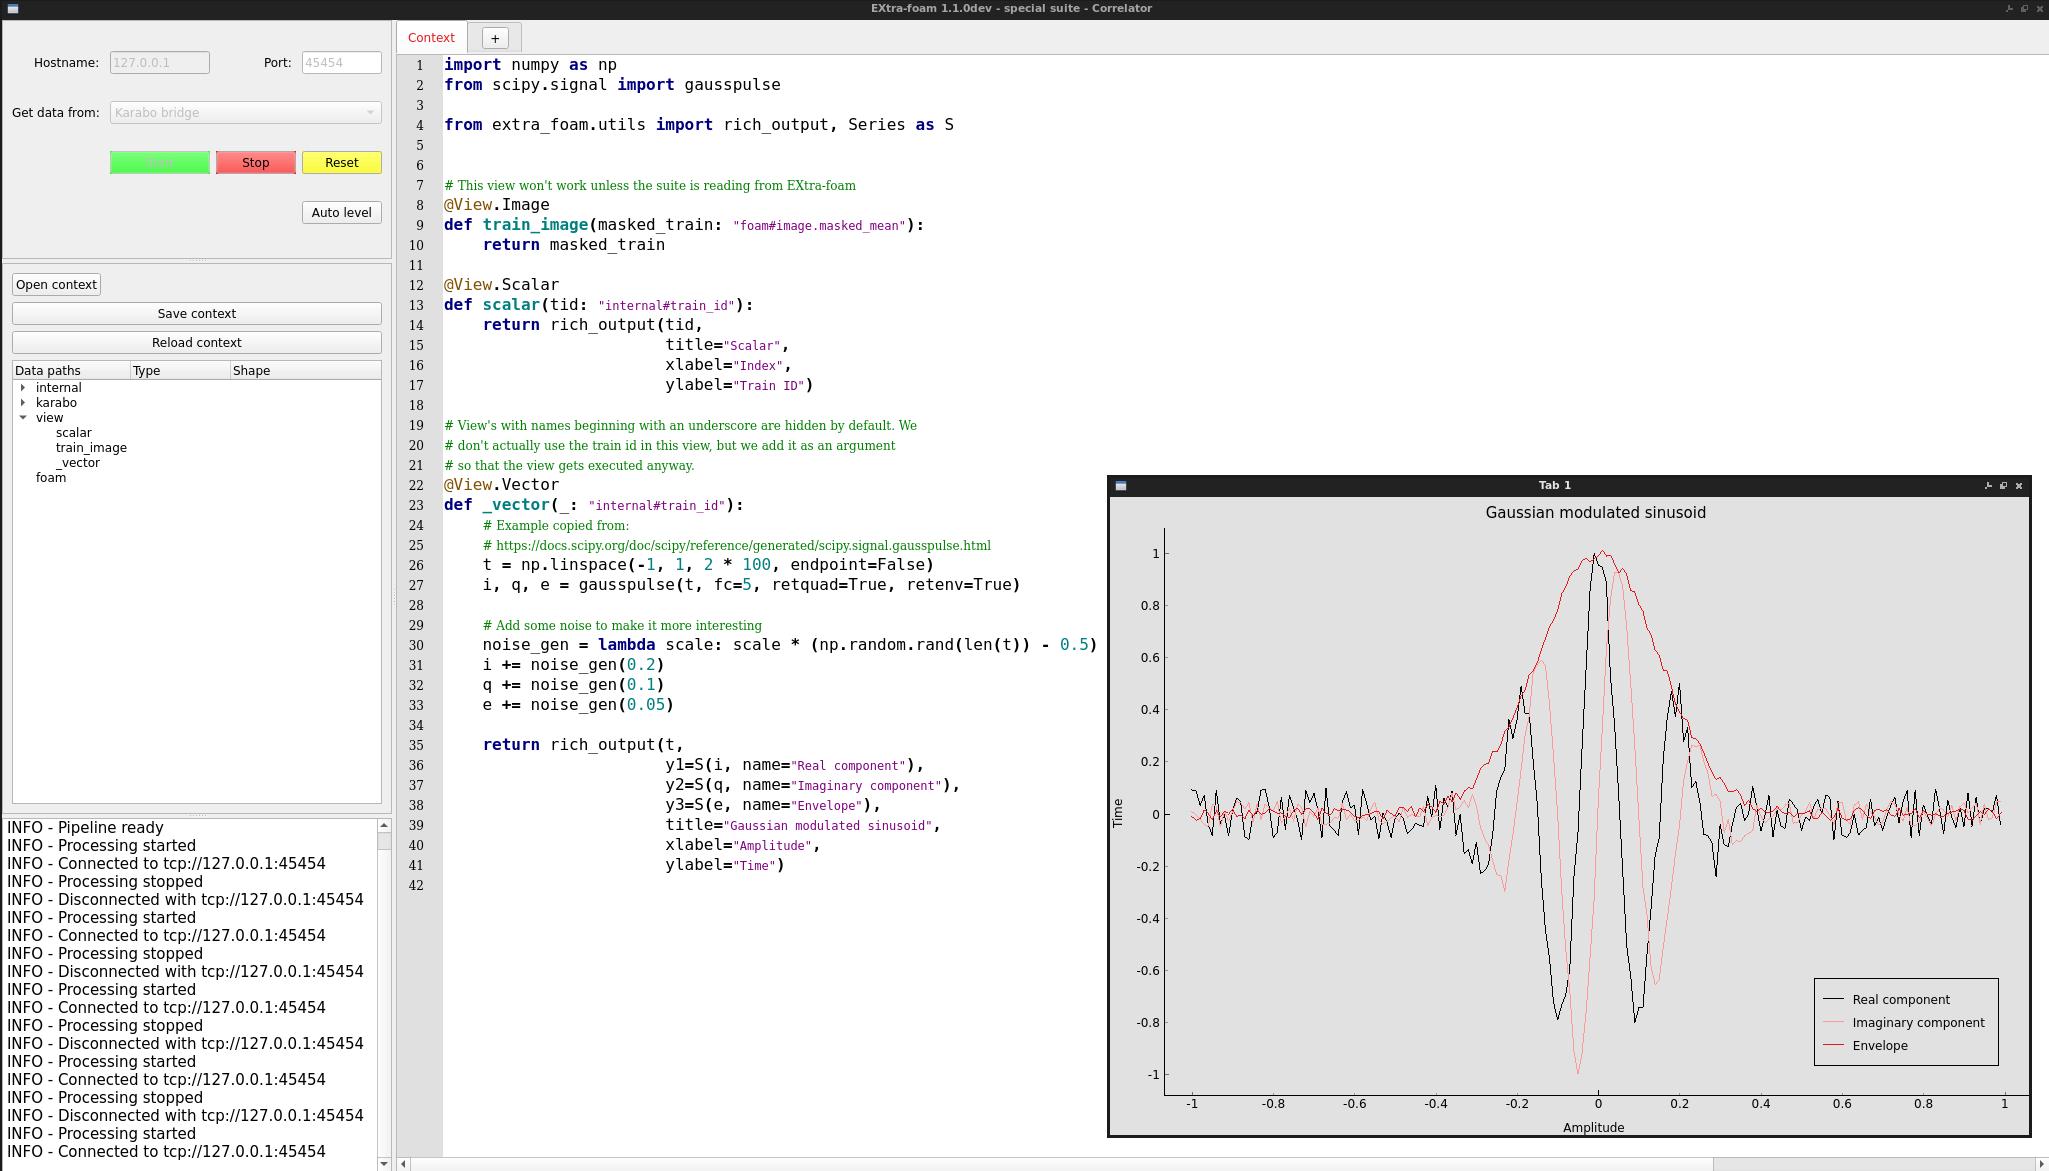 EXtra-foam 1.1.0dev - special suite - Correlator
Hostname: 127.0.0.1 Port: 45454
Get data from: Karabo bridge
Stop Reset
Auto level
Open context
Save context
Reload context
Data paths Type Shape
internal
karabo
view
scalar
train_image
_vector
foam
INFO - Pipeline ready
INFO - Processing started
INFO - Connected to tcp://127.0.0.1:45454
INFO - Processing stopped
INFO - Disconnected with tcp://127.0.0.1:45454
INFO - Processing started
INFO - Connected to tcp://127.0.0.1:45454
INFO - Processing stopped
INFO - Disconnected with tcp://127.0.0.1:45454
INFO - Processing started
INFO - Connected to tcp://127.0.0.1:45454
INFO - Processing stopped
INFO - Disconnected with tcp://127.0.0.1:45454
INFO - Processing started
INFO - Connected to tcp://127.0.0.1:45454
INFO - Processing stopped
INFO - Disconnected with tcp://127.0.0.1:45454
INFO - Processing started
INFO - Connected to tcp://127.0.0.1:45454
Context +
1 import numpy as np
2 from scipy.signal import gausspulse
3
4 from extra_foam.utils import rich_output, Series as S
5
6
7 # This view won't work unless the suite is reading from EXtra-foam
8 @View.Image
9 def train_image(masked_train: "foam#image.masked_mean"):
10     return masked_train
11
12 @View.Scalar
13 def scalar(tid: "internal#train_id"):
14     return rich_output(tid,
15                        title="Scalar",
16                        xlabel="Index",
17                        ylabel="Train ID")
18
19 # View's with names beginning with an underscore are hidden by default. We
20 # don't actually use the train id in this view, but we add it as an argument
21 # so that the view gets executed anyway.
22 @View.Vector
23 def _vector(_: "internal#train_id"):
24     # Example copied from:
25     # https://docs.scipy.org/doc/scipy/reference/generated/scipy.signal.gausspulse.html
26     t = np.linspace(-1, 1, 2 * 100, endpoint=False)
27     i, q, e = gausspulse(t, fc=5, retquad=True, retenv=True)
28
29     # Add some noise to make it more interesting
30     noise_gen = lambda scale: scale * (np.random.rand(len(t)) - 0.5)
31     i += noise_gen(0.2)
32     q += noise_gen(0.1)
33     e += noise_gen(0.05)
34
35     return rich_output(t,
36                        y1=S(i, name="Real component"),
37                        y2=S(q, name="Imaginary component"),
38                        y3=S(e, name="Envelope"),
39                        title="Gaussian modulated sinusoid",
40                        xlabel="Amplitude",
41                        ylabel="Time")
42
Tab 1
Gaussian modulated sinusoid
1
0.8
0.6
0.4
0.2
0
-0.2
-0.4
-0.6
-0.8
-1
Time
Real component
Imaginary component
Envelope
-1 -0.8 -0.6 -0.4 -0.2 0 0.2 0.4 0.6 0.8 1
Amplitude